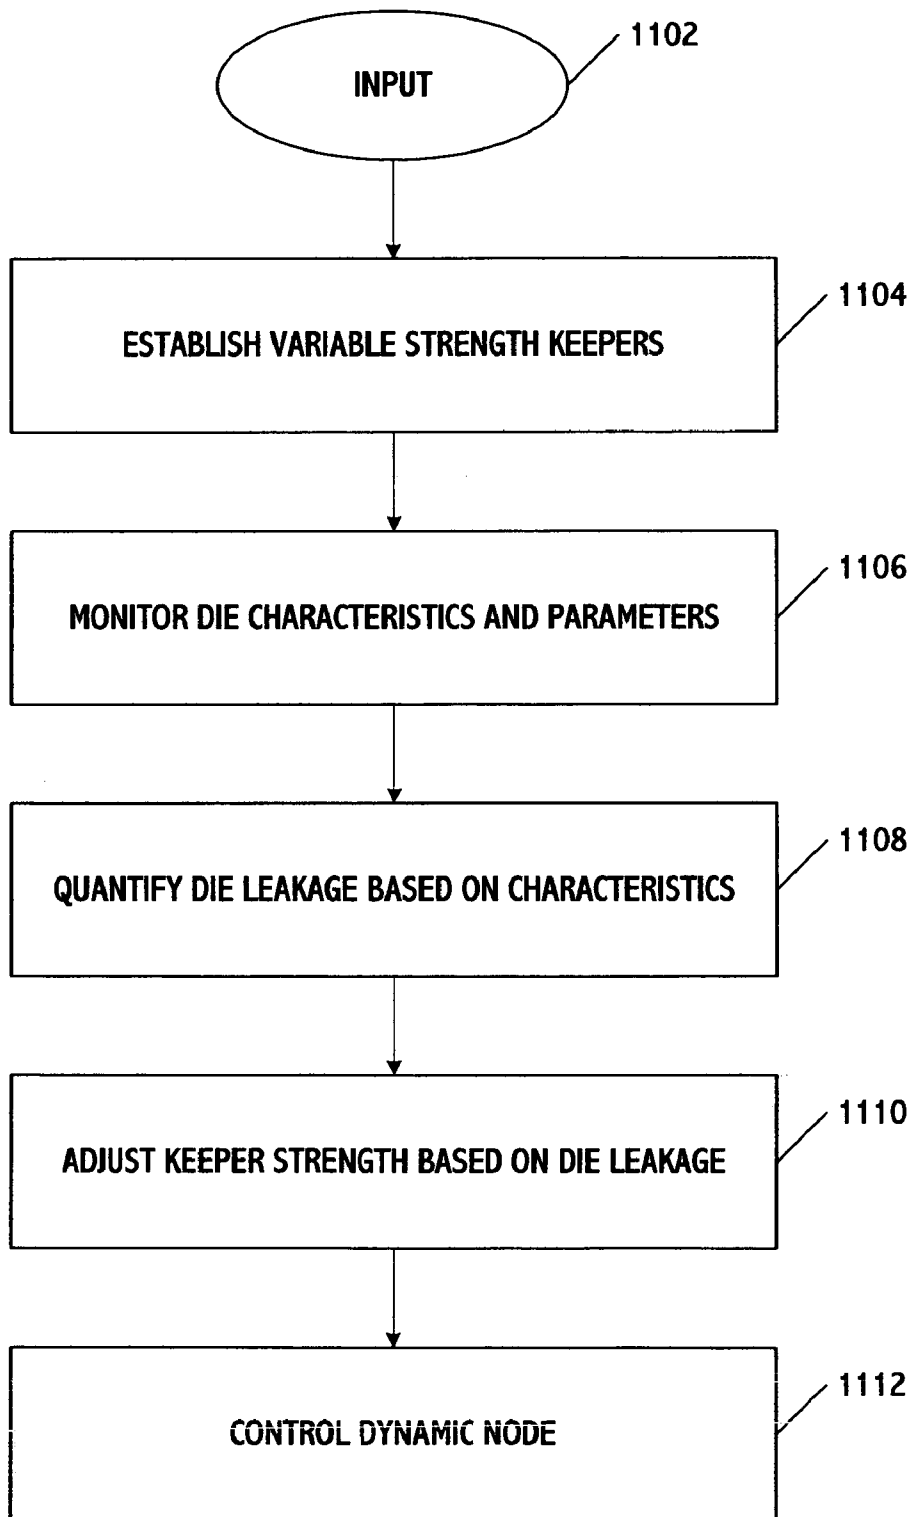 1102
INPUT
1104
ESTABLISH VARIABLE STRENGTH KEEPERS
1106
MONITOR DIE CHARACTERISTICS AND PARAMETERS
1108
QUANTIFY DIE LEAKAGE BASED ON CHARACTERISTICS
1110
ADJUST KEEPER STRENGTH BASED ON DIE LEAKAGE
1112
CONTROL DYNAMIC NODE